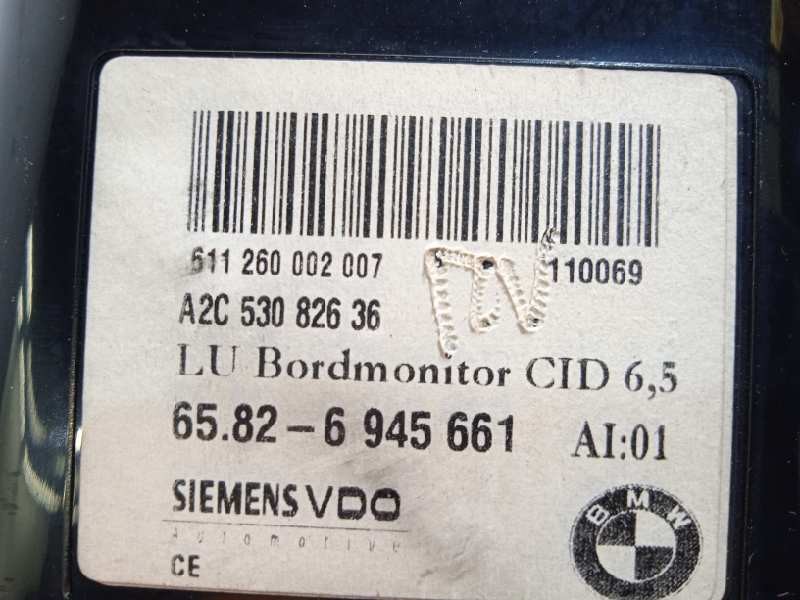 611 260 002 007 110069
A2C 530 826 36
LU Bordmonitor CID 6,5
65.82-6 945 661 AI:01
SIEMENS VDO
Automotive
CE
BMW